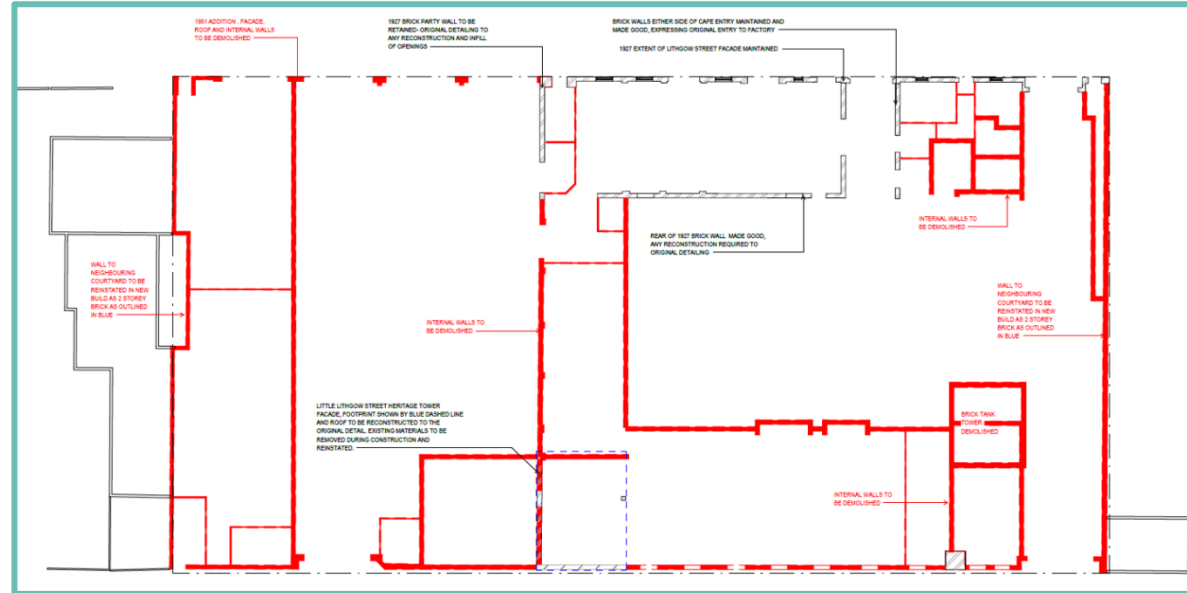 1951 ADDITION , FACADE,
ROOF AND INTERNAL WALLS
TO BE DEMOLISHED
1927 BRICK PARTY WALL TO BE
RETAINED- ORIGINAL DETAILING TO
ANY RECONSTRUCTION AND INFILL
OF OPENINGS
BRICK WALLS EITHER SIDE OF CAFE ENTRY MAINTAINED AND
MADE GOOD, EXPRESSING ORIGINAL ENTRY TO FACTORY
1927 EXTENT OF LITHGOW STREET FACADE MAINTAINED
INTERNAL WALLS TO
BE DEMOLISHED
REAR OF 1927 BRICK WALL MADE GOOD,
ANY RECONSTRUCTION REQUIRED TO
ORIGINAL DETAILING
WALL TO
NEIGHBOURING
COURTYARD TO BE
REINSTATED IN NEW
BUILD AS 2 STOREY
BRICK AS OUTLINED
IN BLUE
WALL TO
NEIGHBOURING
COURTYARD TO BE
REINSTATED IN NEW
BUILD AS 2 STOREY
BRICK AS OUTLINED
IN BLUE
INTERNAL WALLS TO
BE DEMOLISHED
LITTLE LITHGOW STREET HERITAGE TOWER
FACADE, FOOTPRINT SHOWN BY BLUE DASHED LINE
AND ROOF TO BE RECONSTRUCTED TO THE
ORIGINAL DETAIL. EXISTING MATERIALS TO BE
REMOVED DURING CONSTRUCTION AND
REINSTATED.
BRICK TANK
TOWER
DEMOLISHED
INTERNAL WALLS TO
BE DEMOLISHED